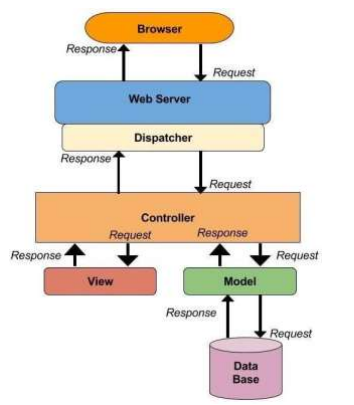 Browser
Response
Request
Web Server
Dispatcher
Response
Request
Controller
Request Response
Response Request
View Model
Response
Request
Data
Base